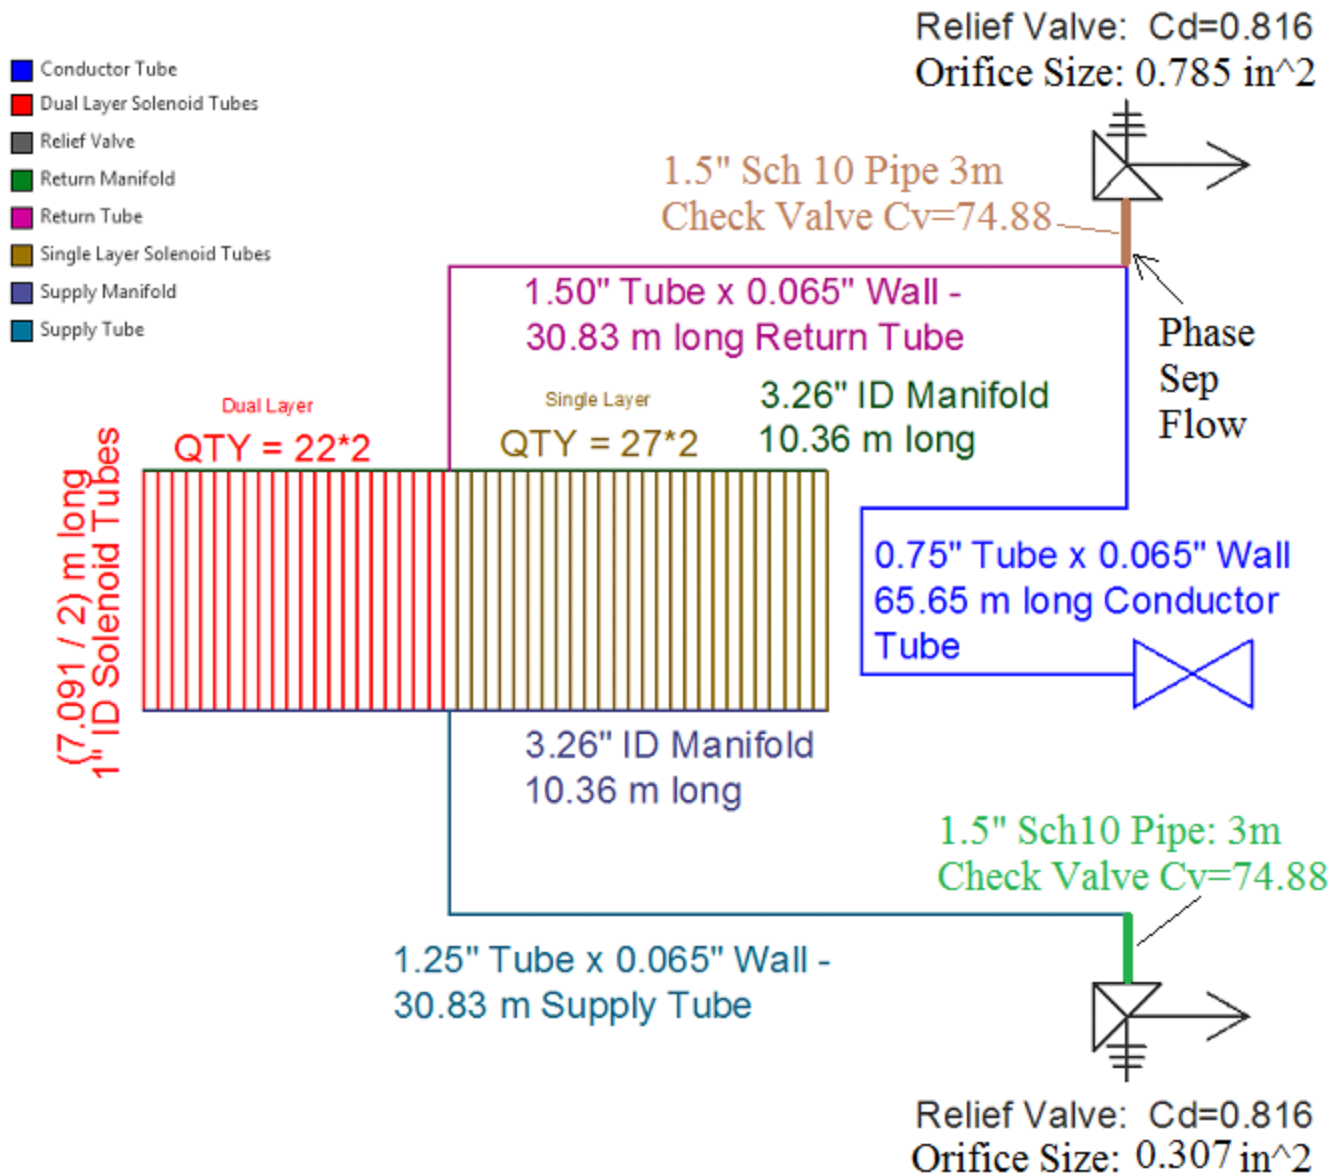 Relief Valve: Cd=0.816
Orifice Size: 0.785 in^2
Conductor Tube
Dual Layer Solenoid Tubes
Relief Valve
Return Manifold
Return Tube
Single Layer Solenoid Tubes
Supply Manifold
Supply Tube
1.5" Sch 10 Pipe 3m
Check Valve Cv=74.88
1.50" Tube x 0.065" Wall -
30.83 m long Return Tube
Phase
Sep
Flow
Dual Layer
QTY = 22*2
Single Layer
QTY = 27*2
3.26" ID Manifold
10.36 m long
(7.091 / 2) m long
1" ID Solenoid Tubes
0.75" Tube x 0.065" Wall
65.65 m long Conductor
Tube
3.26" ID Manifold
10.36 m long
1.5" Sch10 Pipe: 3m
Check Valve Cv=74.88
1.25" Tube x 0.065" Wall -
30.83 m Supply Tube
Relief Valve: Cd=0.816
Orifice Size: 0.307 in^2